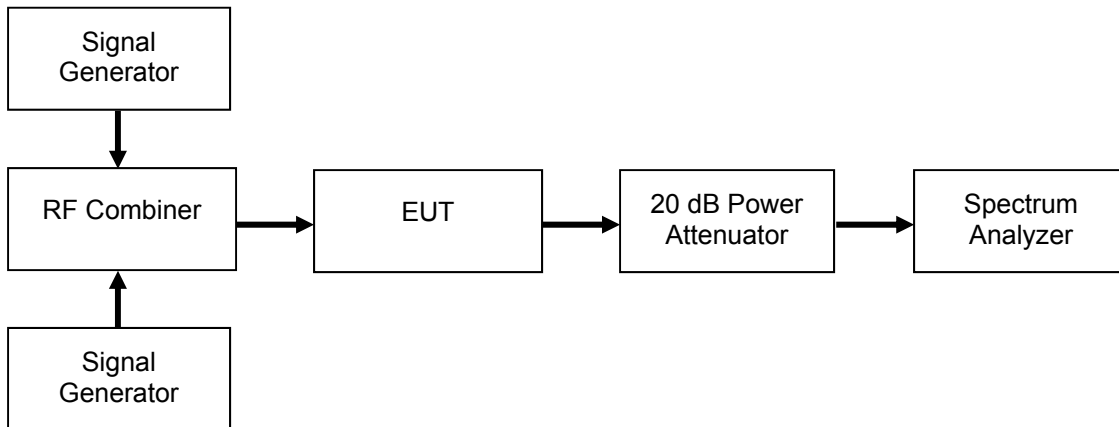 Signal
Generator
RF Combiner
EUT
20 dB Power
Attenuator
Spectrum
Analyzer
Signal
Generator